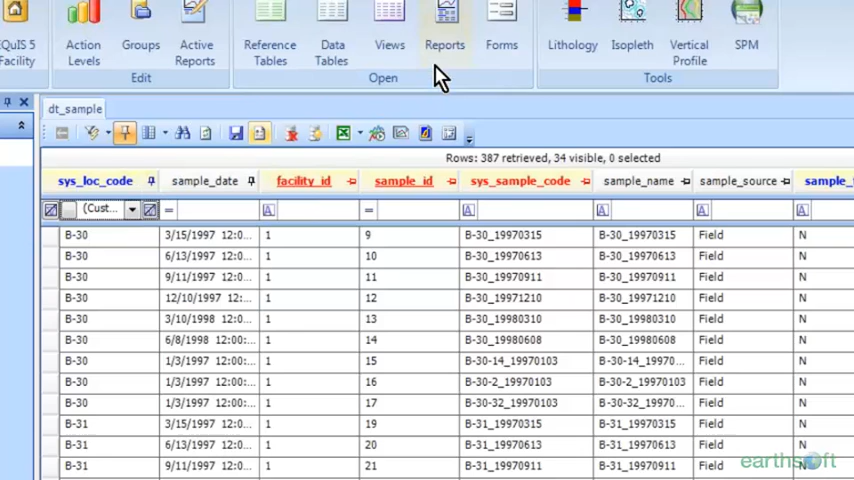 EQuIS 5 Facility
Action Levels
Groups
Active Reports
Edit
Reference Tables
Data Tables
Views
Reports
Forms
Open
Lithology
Isopleth
Vertical Profile
SPM
Tools
dt_sample
Rows: 387 retrieved, 34 visible, 0 selected
sys_loc_code sample_date facility_id sample_id sys_sample_code sample_name sample_source sample_
(Cust... = =
B-30 3/15/1997 12:0... 1 9 B-30_19970315 B-30_19970315 Field N
B-30 6/13/1997 12:0... 1 10 B-30_19970613 B-30_19970613 Field N
B-30 9/11/1997 12:0... 1 11 B-30_19970911 B-30_19970911 Field N
B-30 12/10/1997 12:... 1 12 B-30_19971210 B-30_19971210 Field N
B-30 3/10/1998 12:0... 1 13 B-30_19980310 B-30_19980310 Field N
B-30 6/8/1998 12:00:... 1 14 B-30_19980608 B-30_19980608 Field N
B-30 1/3/1997 12:00:... 1 15 B-30-14_19970103 B-30-14_19970... Field N
B-30 1/3/1997 12:00:... 1 16 B-30-2_19970103 B-30-2_19970103 Field N
B-30 1/3/1997 12:00:... 1 17 B-30-32_19970103 B-30-32_19970... Field N
B-31 3/15/1997 12:0... 1 19 B-31_19970315 B-31_19970315 Field N
B-31 6/13/1997 12:0... 1 20 B-31_19970613 B-31_19970613 Field N
B-31 9/11/1997 12:0... 1 21 B-31_19970911 B-31_19970911 Field N
earthsoft